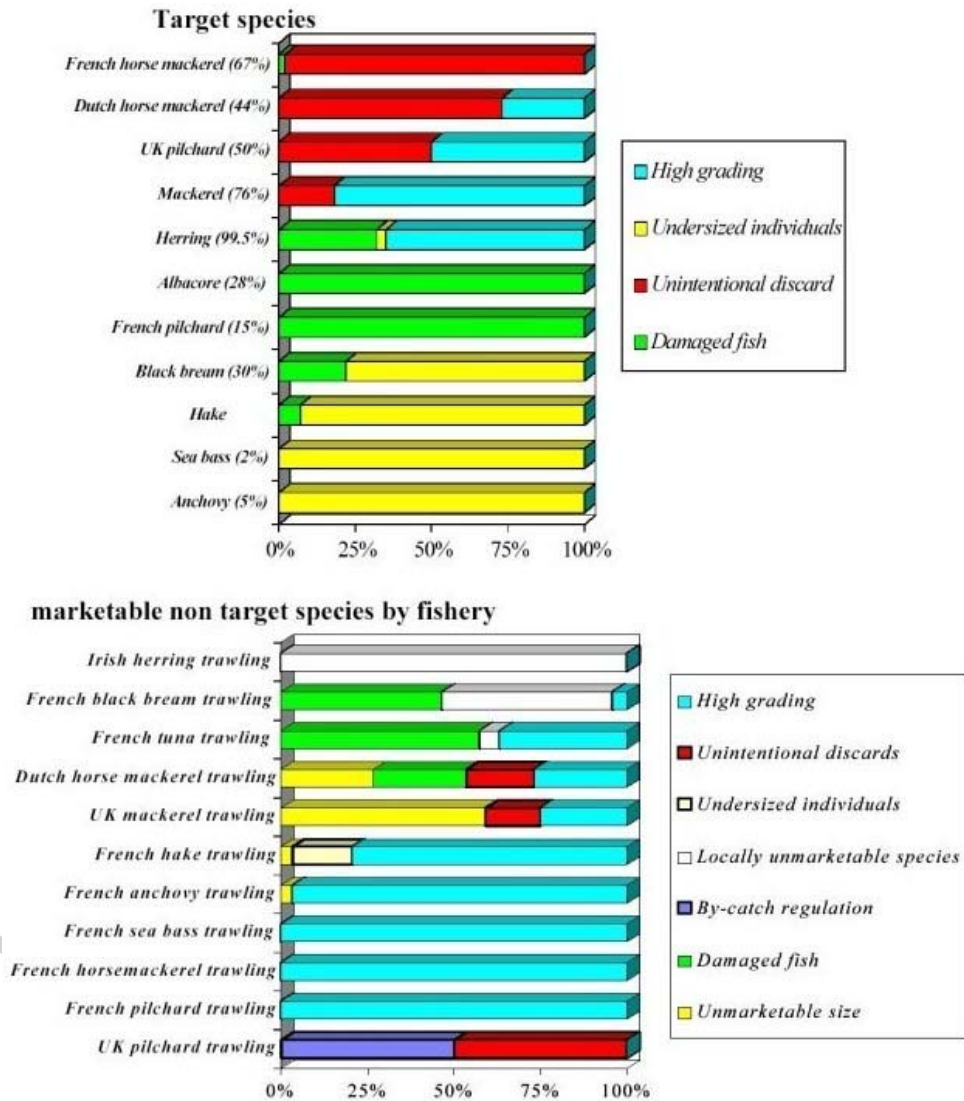 Target species
French horse mackerel (67%)
Dutch horse mackerel (44%)
UK pilchard (50%)
Mackerel (76%)
Herring (99.5%)
Albacore (28%)
French pilchard (15%)
Black bream (30%)
Hake
Sea bass (2%)
Anchovy (5%)
0% 25% 50% 75% 100%
High grading
Undersized individuals
Unintentional discard
Damaged fish
marketable non target species by fishery
Irish herring trawling
French black bream trawling
French tuna trawling
Dutch horse mackerel trawling
UK mackerel trawling
French hake trawling
French anchovy trawling
French sea bass trawling
French horsemackerel trawling
French pilchard trawling
UK pilchard trawling
0% 25% 50% 75% 100%
High grading
Unintentional discards
Undersized individuals
Locally unmarketable species
By-catch regulation
Damaged fish
Unmarketable size